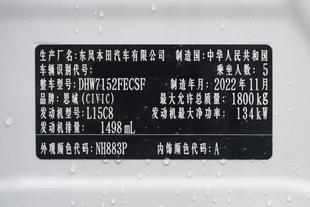 生产厂名: 东风本田汽车有限公司 制造国: 中华人民共和国
车辆识别代号: 乘坐人数: 5
整车型号: DHW7152FECSF 制造年月: 2022年11月
品牌: 思域(CIVIC) 最大允许总质量: 1800kg
发动机型号: L15C8 发动机最大净功率: 134kW
发动机排量: 1498mL
外观颜色代码: NH883P 内饰颜色代码: A